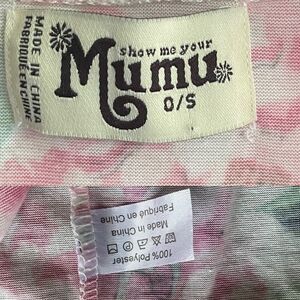 MADE IN CHINA
FABRIQUÉ EN CHINE
show me your
Mumu
O/S
100% Polyester
Made in China
Fabriqué en Chine